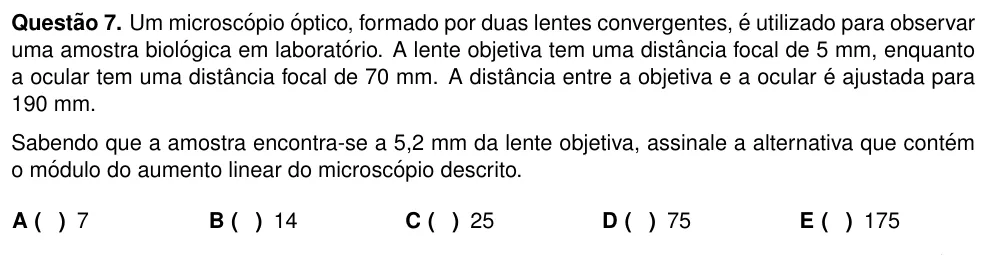 Questão 7. Um microscópio óptico, formado por duas lentes convergentes, é utilizado para observar
uma amostra biológica em laboratório. A lente objetiva tem uma distância focal de 5 mm, enquanto
a ocular tem uma distância focal de 70 mm. A distância entre a objetiva e a ocular é ajustada para
190 mm.
Sabendo que a amostra encontra-se a 5,2 mm da lente objetiva, assinale a alternativa que contém
o módulo do aumento linear do microscópio descrito.
A ( ) 7 B ( ) 14 C ( ) 25 D ( ) 75 E ( ) 175